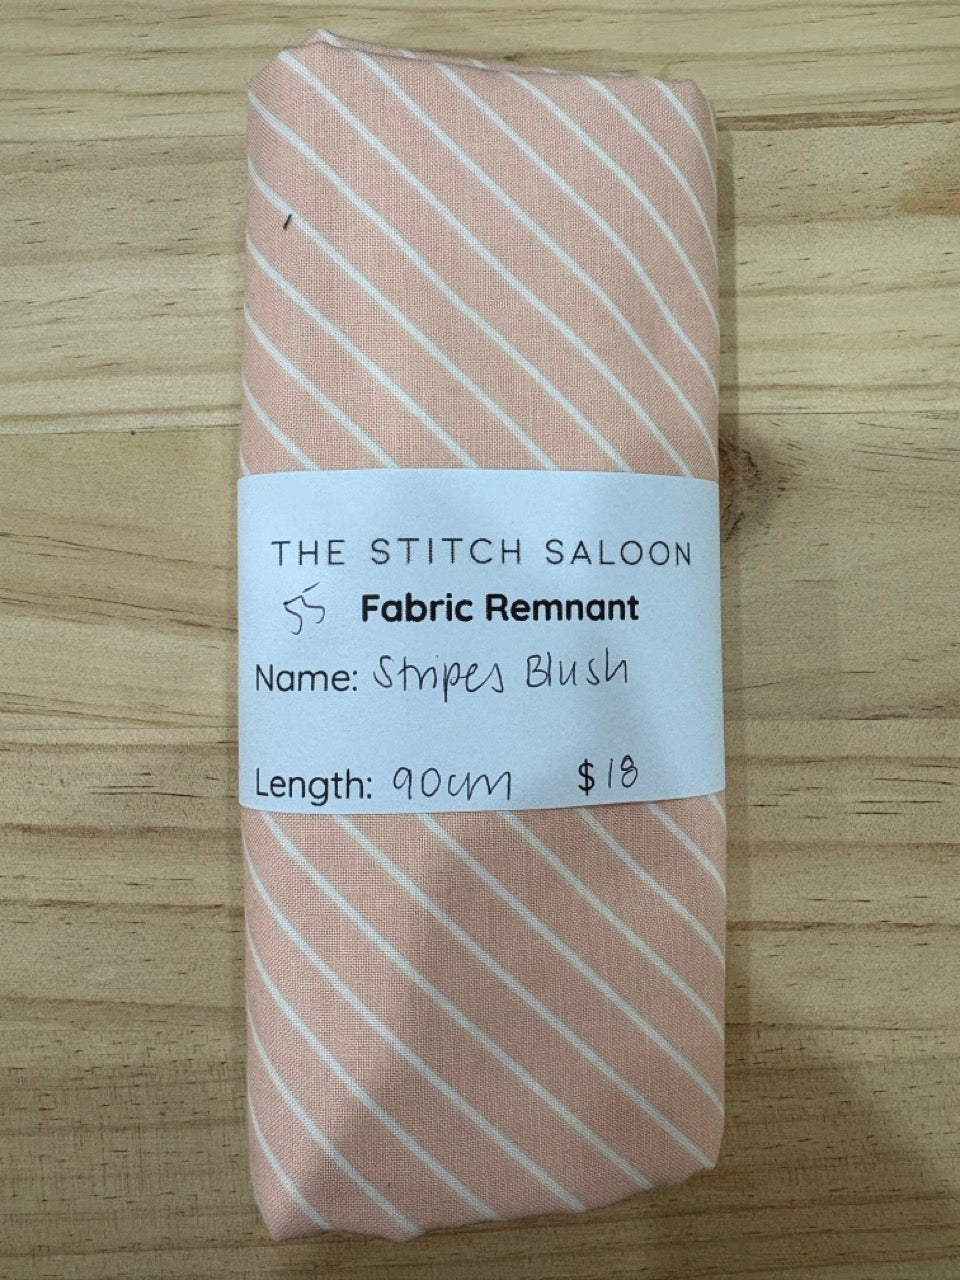 THE STITCH SALOON
55 Fabric Remnant
Name: Stripes Blush
Length: 90cm $18